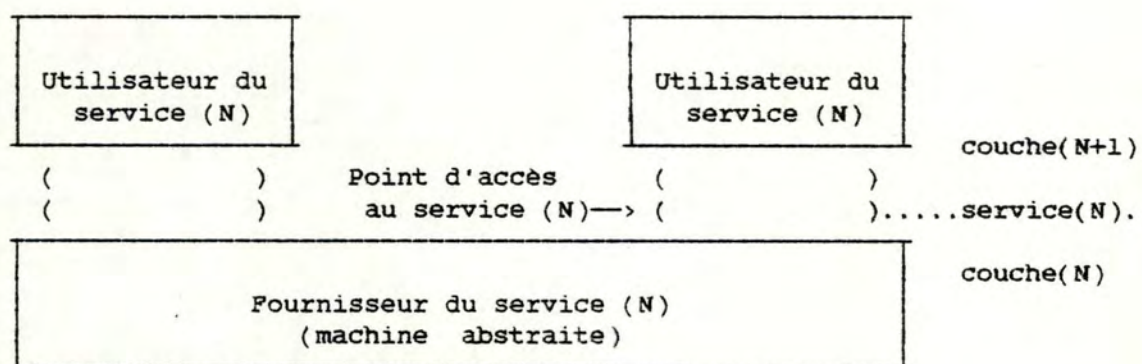 Utilisateur du
service (N)
Utilisateur du
service (N)
couche(N+1)
( ) Point d'accès ( )
( ) au service (N)—> ( ).....service(N).
couche(N)
Fournisseur du service (N)
(machine abstraite)